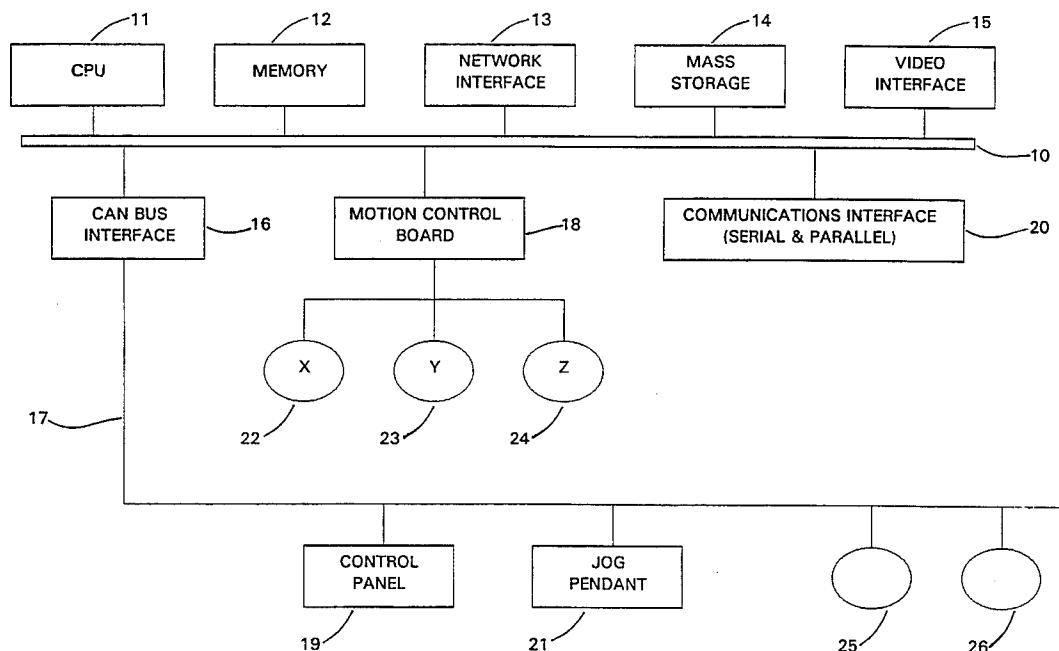 11
12
13
14
15
CPU
MEMORY
NETWORK
INTERFACE
MASS
STORAGE
VIDEO
INTERFACE
10
CAN BUS
INTERFACE
16
MOTION CONTROL
BOARD
18
COMMUNICATIONS INTERFACE
(SERIAL & PARALLEL)
20
X
Y
Z
17
22
23
24
CONTROL
PANEL
JOG
PENDANT
19
21
25
26